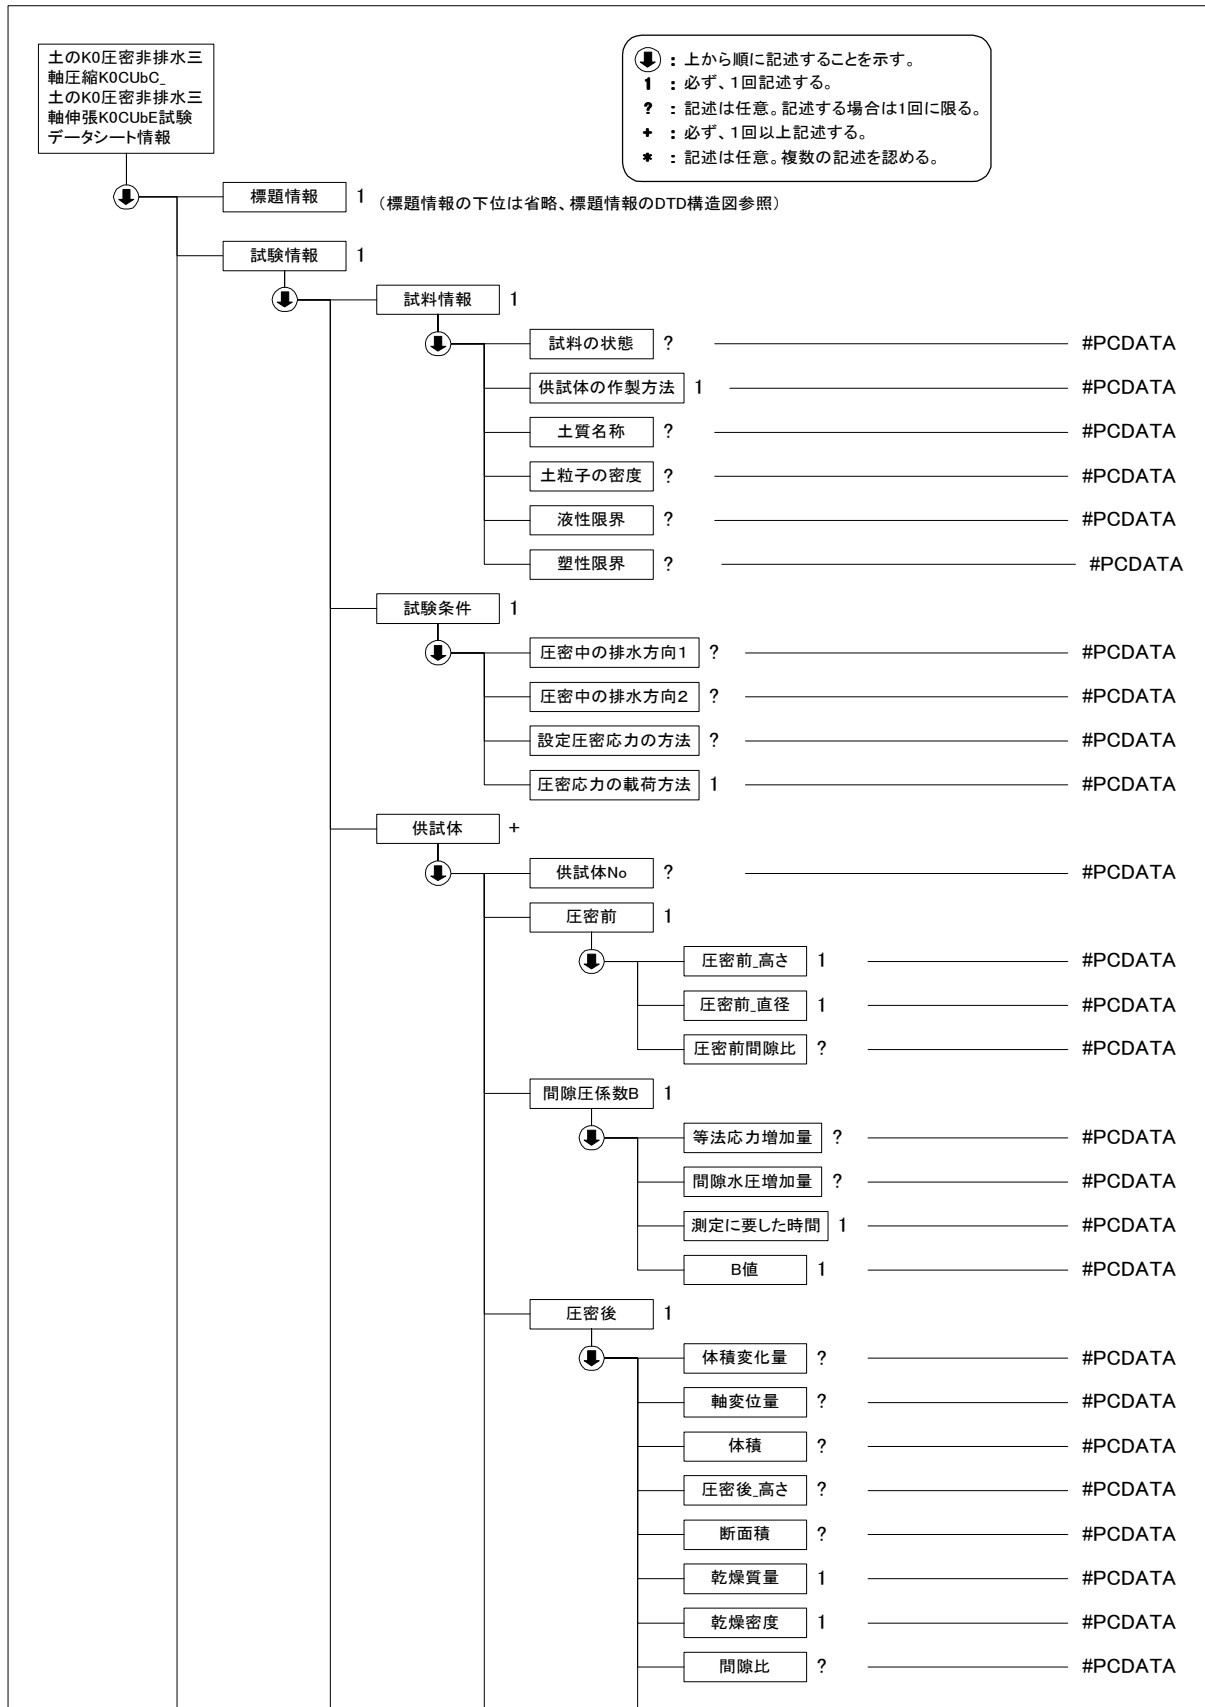 土のK0圧密非排水三
軸圧縮K0CUbC_
土のK0圧密非排水三
軸伸張K0CUbE試験
データシート情報
：上から順に記述することを示す。
1 ：必ず、1回記述する。
? ：記述は任意。記述する場合は1回に限る。
+ ：必ず、1回以上記述する。
* ：記述は任意。複数の記述を認める。
標題情報 1 （標題情報の下位は省略、標題情報のDTD構造図参照）
試験情報 1
試料情報 1
試料の状態 ? #PCDATA
供試体の作製方法 1 #PCDATA
土質名称 ? #PCDATA
土粒子の密度 ? #PCDATA
液性限界 ? #PCDATA
塑性限界 ? #PCDATA
試験条件 1
圧密中の排水方向1 ? #PCDATA
圧密中の排水方向2 ? #PCDATA
設定圧密応力の方法 ? #PCDATA
圧密応力の載荷方法 1 #PCDATA
供試体 +
供試体No ? #PCDATA
圧密前 1
圧密前_高さ 1 #PCDATA
圧密前_直径 1 #PCDATA
圧密前間隙比 ? #PCDATA
間隙圧係数B 1
等法応力増加量 ? #PCDATA
間隙水圧増加量 ? #PCDATA
測定に要した時間 1 #PCDATA
B値 1 #PCDATA
圧密後 1
体積変化量 ? #PCDATA
軸変位量 ? #PCDATA
体積 ? #PCDATA
圧密後_高さ ? #PCDATA
断面積 ? #PCDATA
乾燥質量 1 #PCDATA
乾燥密度 1 #PCDATA
間隙比 ? #PCDATA